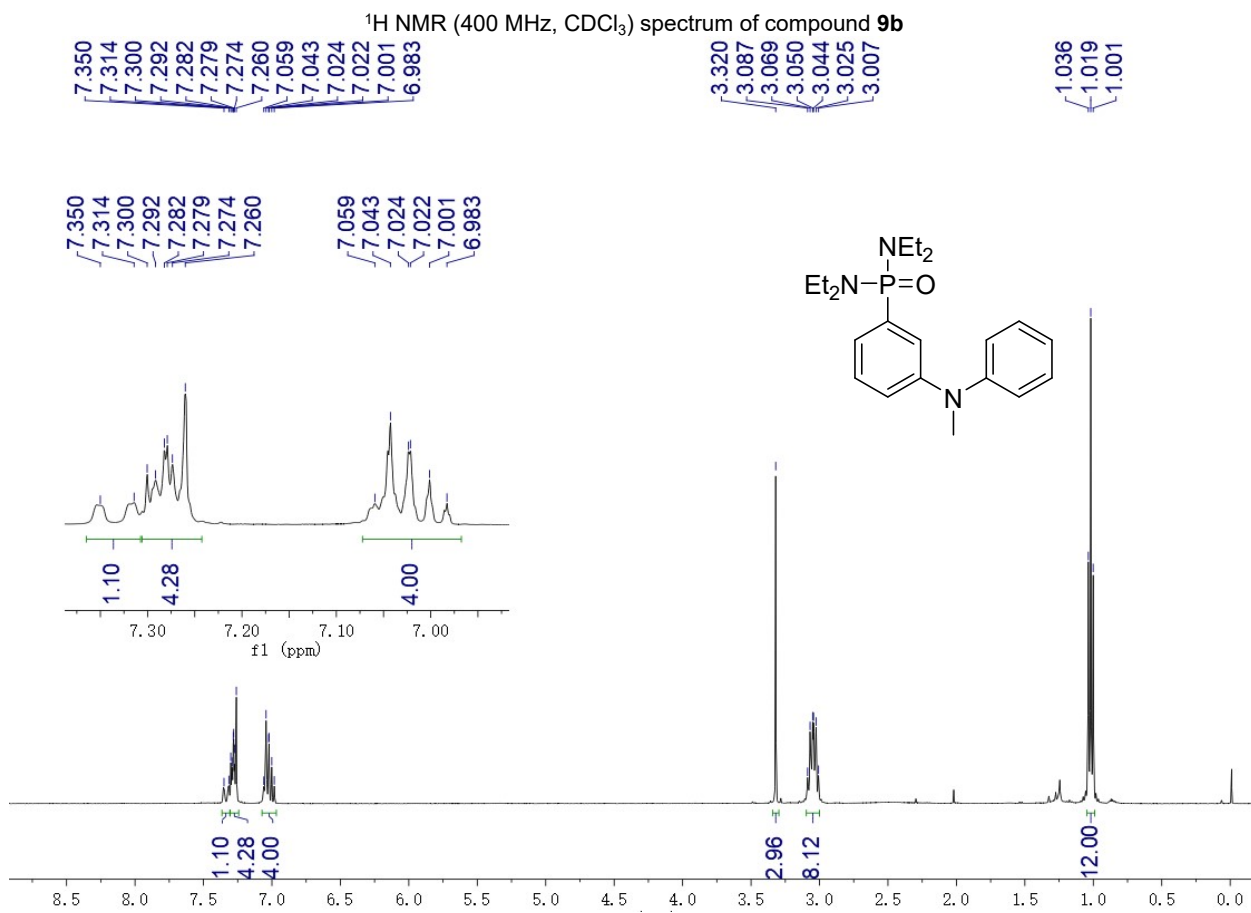 ¹H NMR (400 MHz, CDCl₃) spectrum of compound 9b
7.350 7.314 7.300 7.292 7.282 7.279 7.274 7.260 7.059 7.043 7.024 7.022 7.001 6.983
3.320 3.087 3.069 3.050 3.044 3.025 3.007
1.036 1.019 1.001
7.350 7.314 7.300 7.292 7.282 7.279 7.274 7.260
7.059 7.043 7.024 7.022 7.001 6.983
NEt₂
Et₂N P O
N
1.10 4.28 4.00
7.30 7.20 7.10 7.00
f1 (ppm)
1.10 4.28 4.00 2.96 8.12 12.00
8.5 8.0 7.5 7.0 6.5 6.0 5.5 5.0 4.5 4.0 3.5 3.0 2.5 2.0 1.5 1.0 0.5 0.0